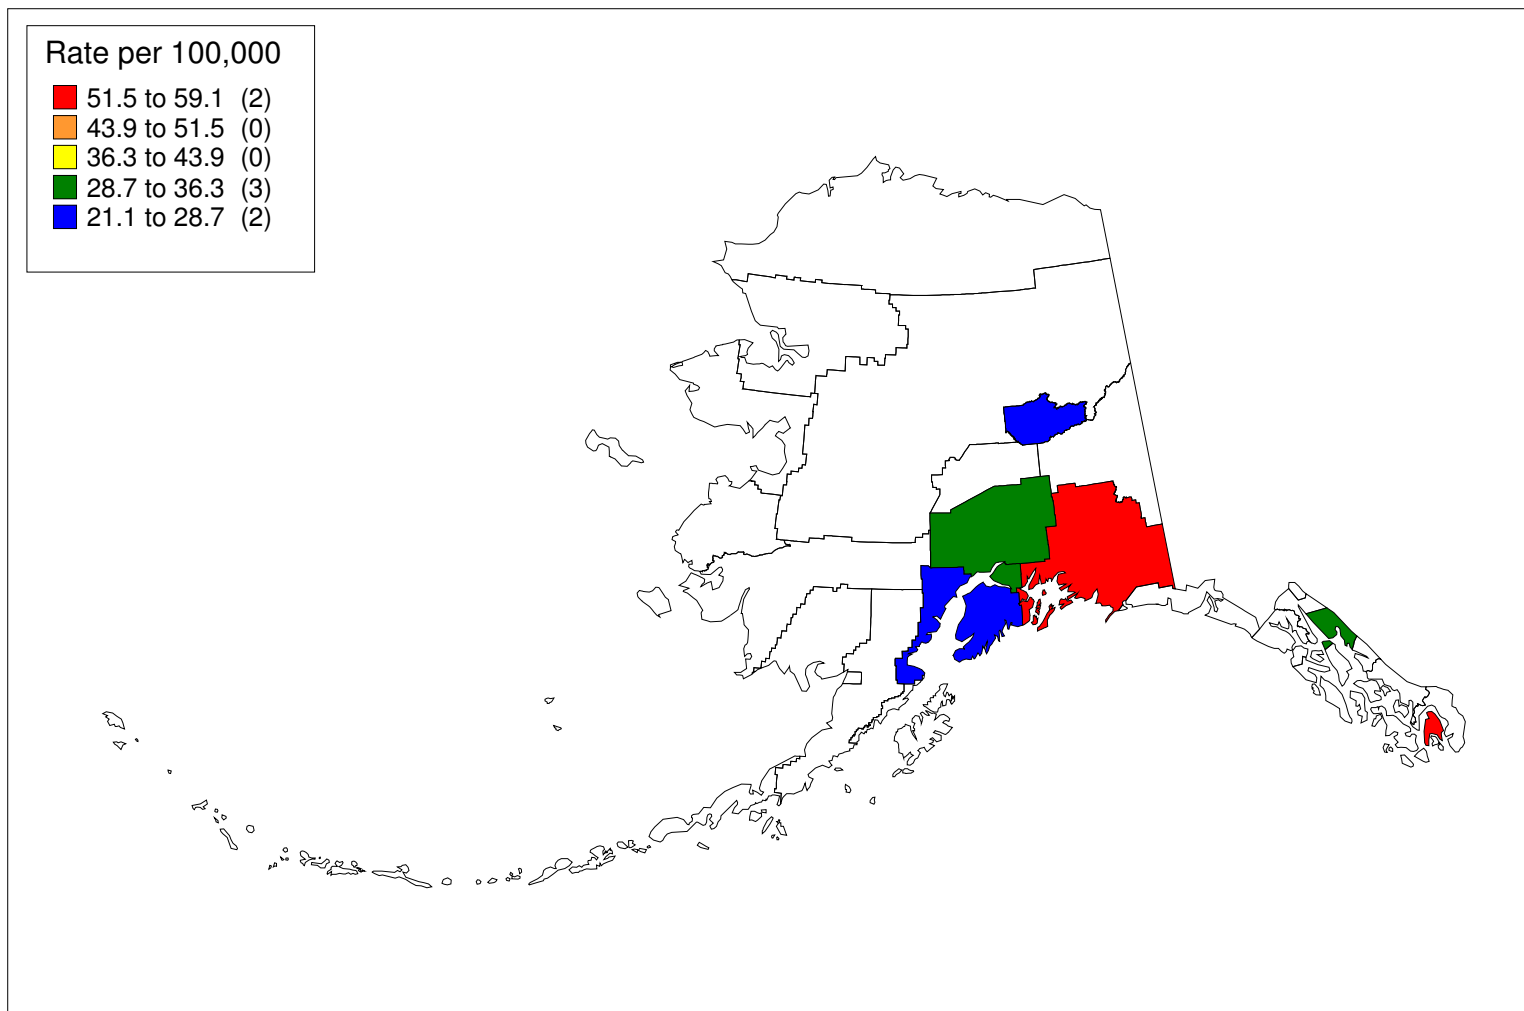 Rate per 100,000
51.5 to 59.1 (2)
43.9 to 51.5 (0)
36.3 to 43.9 (0)
28.7 to 36.3 (3)
21.1 to 28.7 (2)